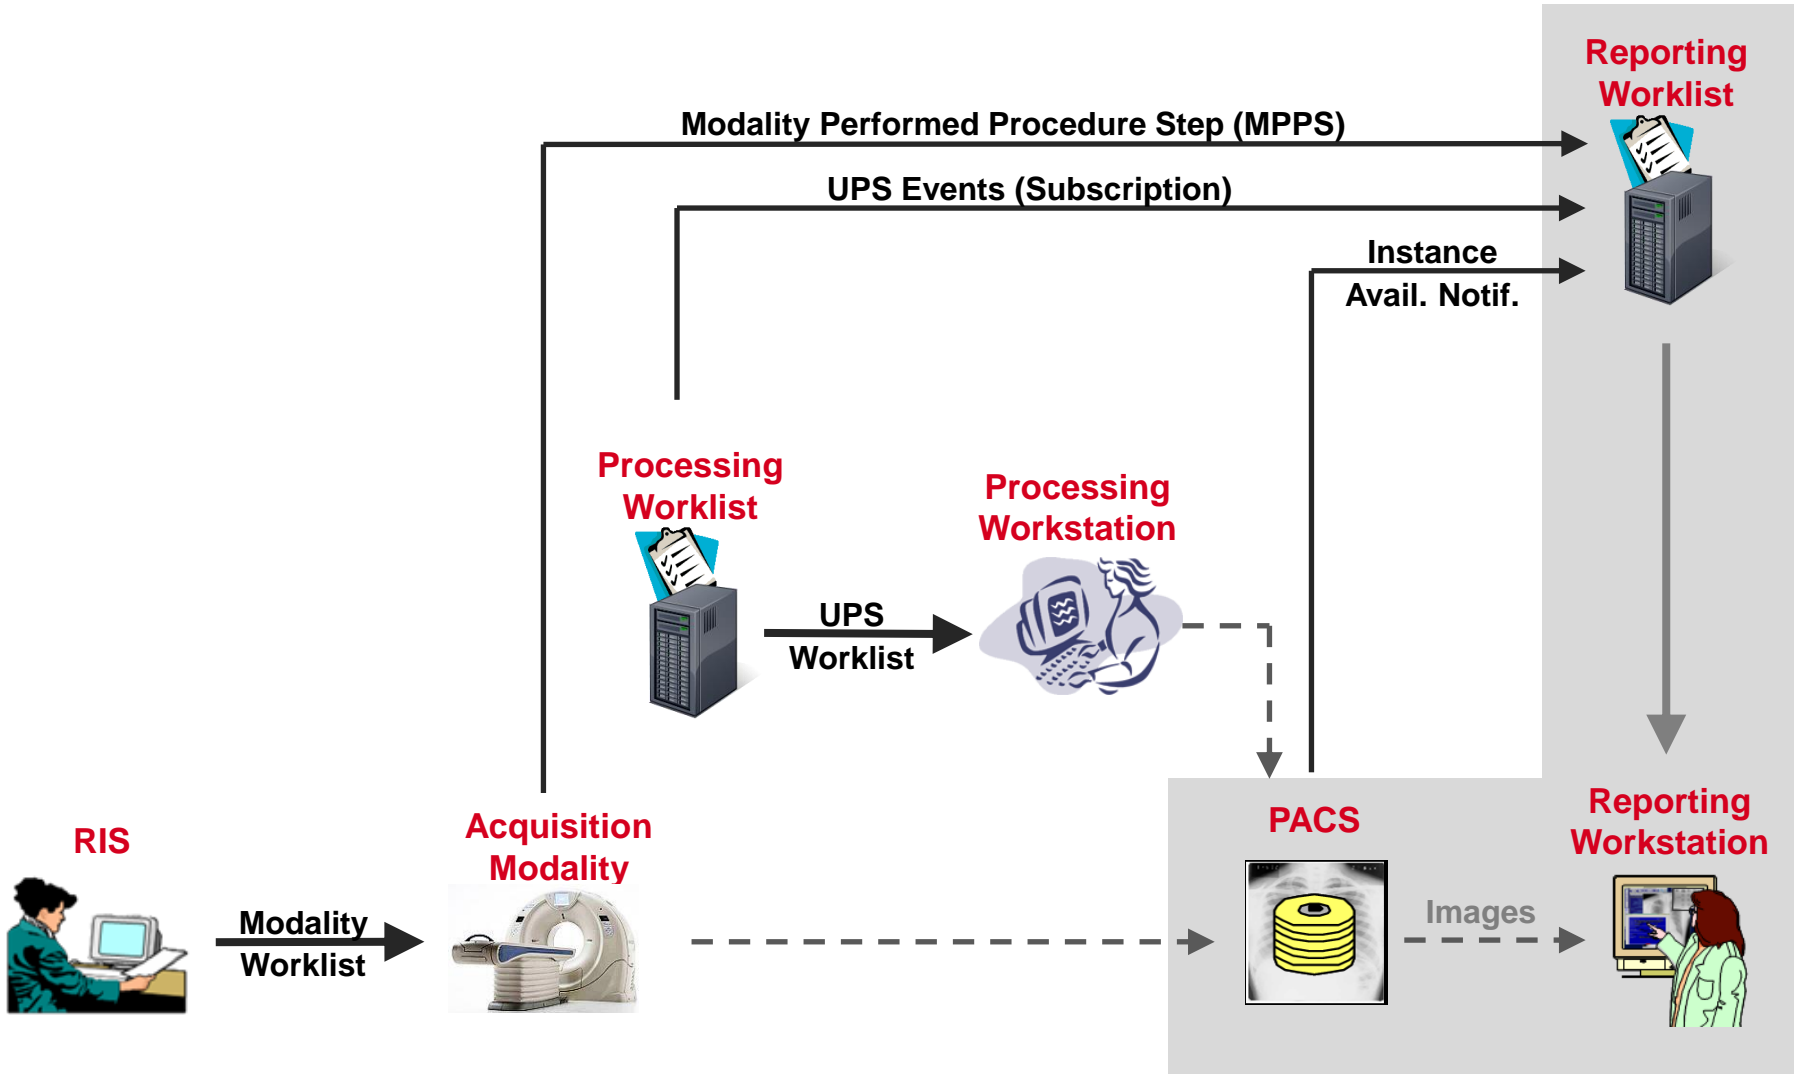 Reporting
Worklist
Modality Performed Procedure Step (MPPS)
UPS Events (Subscription)
Instance
Avail. Notif.
Processing
Worklist
Processing
Workstation
UPS
Worklist
RIS
Acquisition
Modality
PACS
Reporting
Workstation
Modality
Worklist
Images